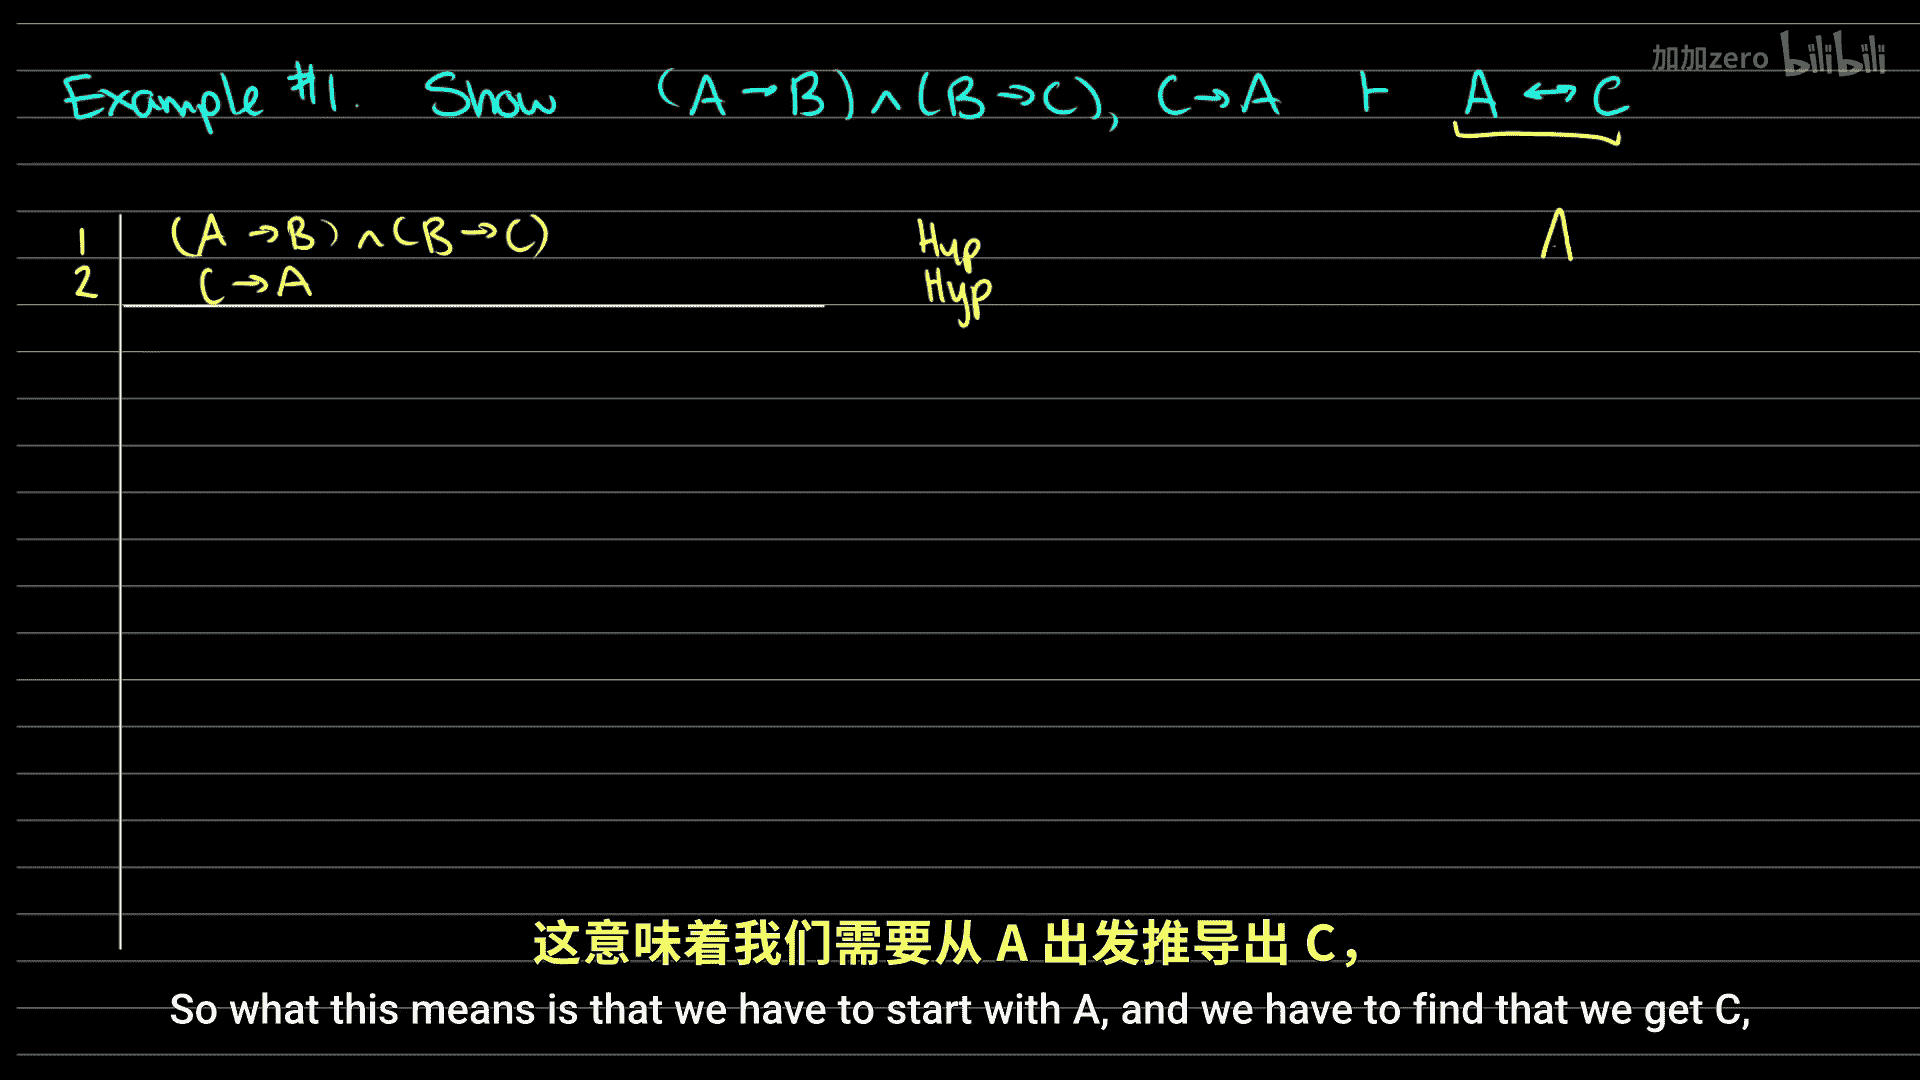 加加zero bilibili
Example #1. Show (A → B) ∧ (B → C), C → A ⊢ A ↔ C
1 (A → B) ∧ (B → C) Hyp
2 C → A Hyp
这意味着我们需要从 A 出发推导出 C，
So what this means is that we have to start with A, and we have to find that we get C,